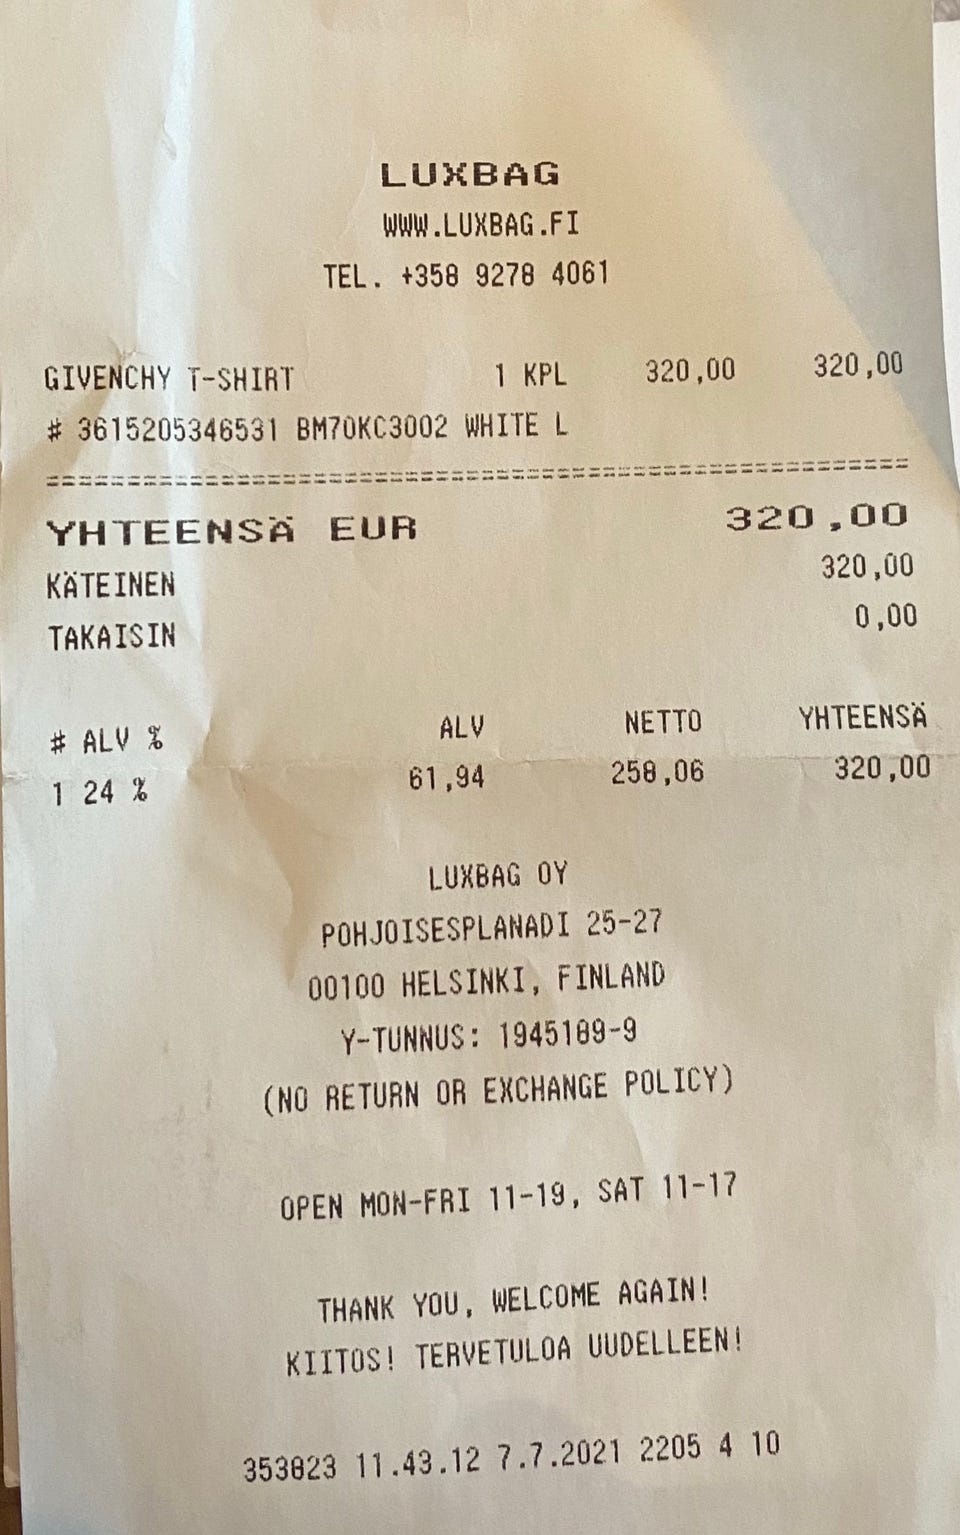 LUXBAG
WWW.LUXBAG.FI
TEL. +358 9278 4061
GIVENCHY T-SHIRT 1 KPL 320,00 320,00
# 3615205346531 BM70KC3002 WHITE L
================================================
YHTEENSÄ EUR 320,00
KÄTEINEN 320,00
TAKAISIN 0,00
# ALV % ALV NETTO YHTEENSÄ
1 24 % 61,94 258,06 320,00
LUXBAG OY
POHJOISESPLANADI 25-27
00100 HELSINKI, FINLAND
Y-TUNNUS: 1945189-9
(NO RETURN OR EXCHANGE POLICY)
OPEN MON-FRI 11-19, SAT 11-17
THANK YOU, WELCOME AGAIN!
KIITOS! TERVETULOA UUDELLEEN!
353823 11.43.12 7.7.2021 2205 4 10